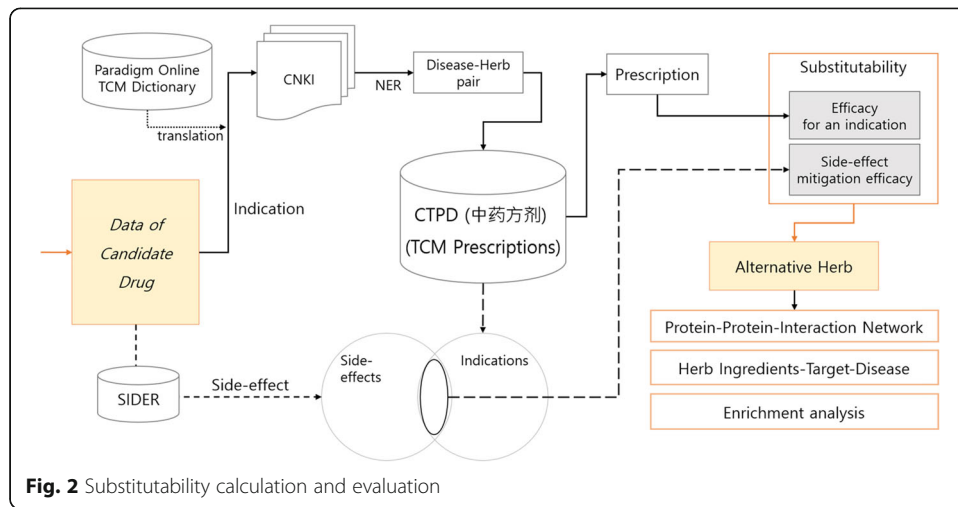 Paradigm Online
TCM Dictionary
translation
CNKI
NER
Disease-Herb
pair
Prescription
Substitutability
Efficacy
for an indication
Side-effect
mitigation efficacy
Data of
Candidate
Drug
Indication
CTPD (中药方剂)
(TCM Prescriptions)
Alternative Herb
Protein-Protein-Interaction Network
Herb Ingredients-Target-Disease
Enrichment analysis
SIDER
Side-effect
Side-
effects
Indications
Fig. 2 Substitutability calculation and evaluation